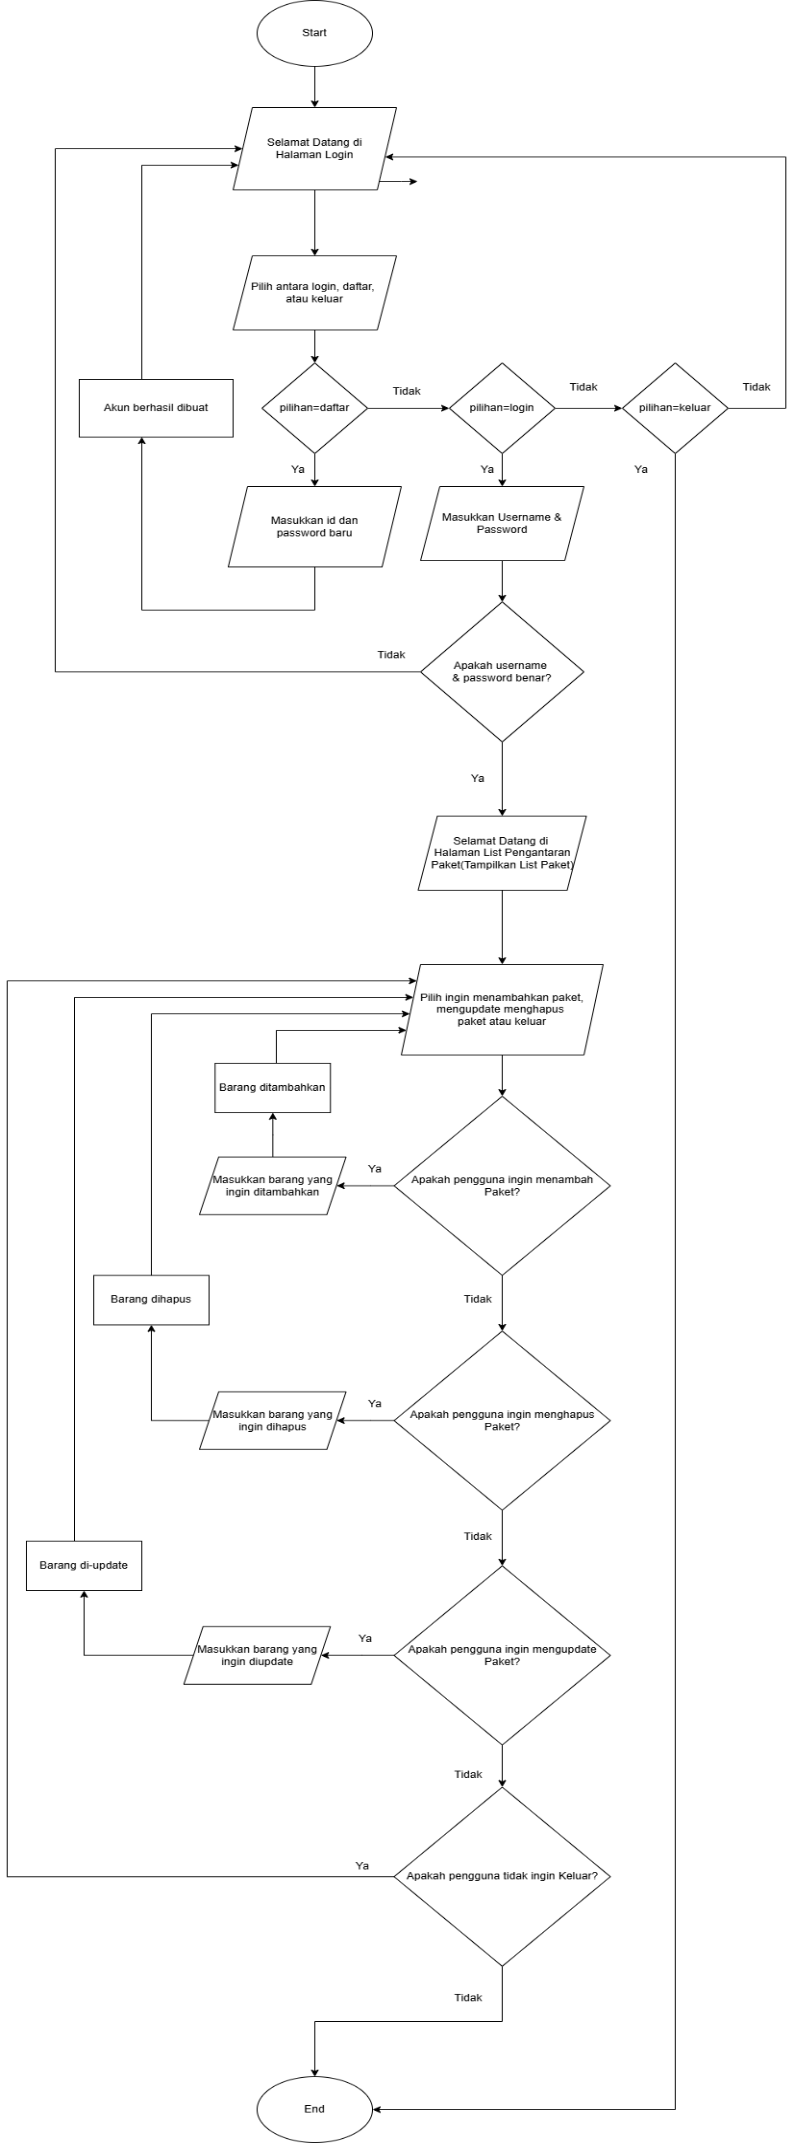 Start
Selamat Datang di
Halaman Login
Pilih antara login, daftar,
atau keluar
Akun berhasil dibuat
pilihan=daftar
Tidak
pilihan=login
Tidak
pilihan=keluar
Tidak
Ya
Ya
Ya
Masukkan id dan
password baru
Masukkan Username &
Password
Tidak
Apakah username
& password benar?
Ya
Selamat Datang di
Halaman List Pengantaran
Paket(Tampilkan List Paket)
Pilih ingin menambahkan paket,
mengupdate menghapus
paket atau keluar
Barang ditambahkan
Masukkan barang yang
ingin ditambahkan
Ya
Apakah pengguna ingin menambah
Paket?
Barang dihapus
Tidak
Masukkan barang yang
ingin dihapus
Ya
Apakah pengguna ingin menghapus
Paket?
Tidak
Barang di-update
Masukkan barang yang
ingin diupdate
Ya
Apakah pengguna ingin mengupdate
Paket?
Tidak
Ya
Apakah pengguna tidak ingin Keluar?
Tidak
End